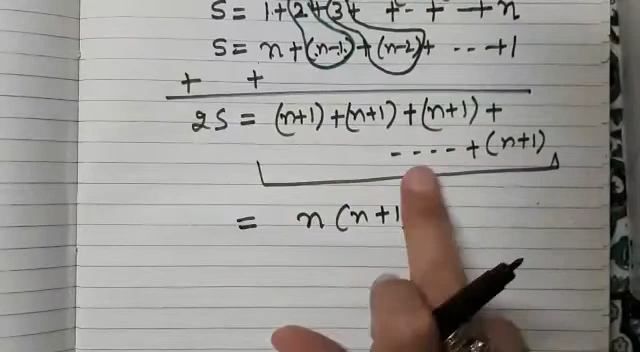 S = 1 + 2 + 3 + - - + n
S = n + (n-1) + (n-2) + - - - + 1
+ +
2S = (n+1) + (n+1) + (n+1) +
- - - - + (n+1)
= n (n+1